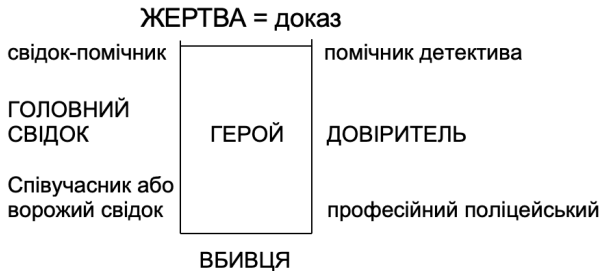 ЖЕРТВА = доказ
свідок-помічник
помічник детектива
ГОЛОВНИЙ
СВІДОК
ГЕРОЙ
ДОВІРИТЕЛЬ
Співучасник або
ворожий свідок
професійний поліцейський
ВБИВЦЯ